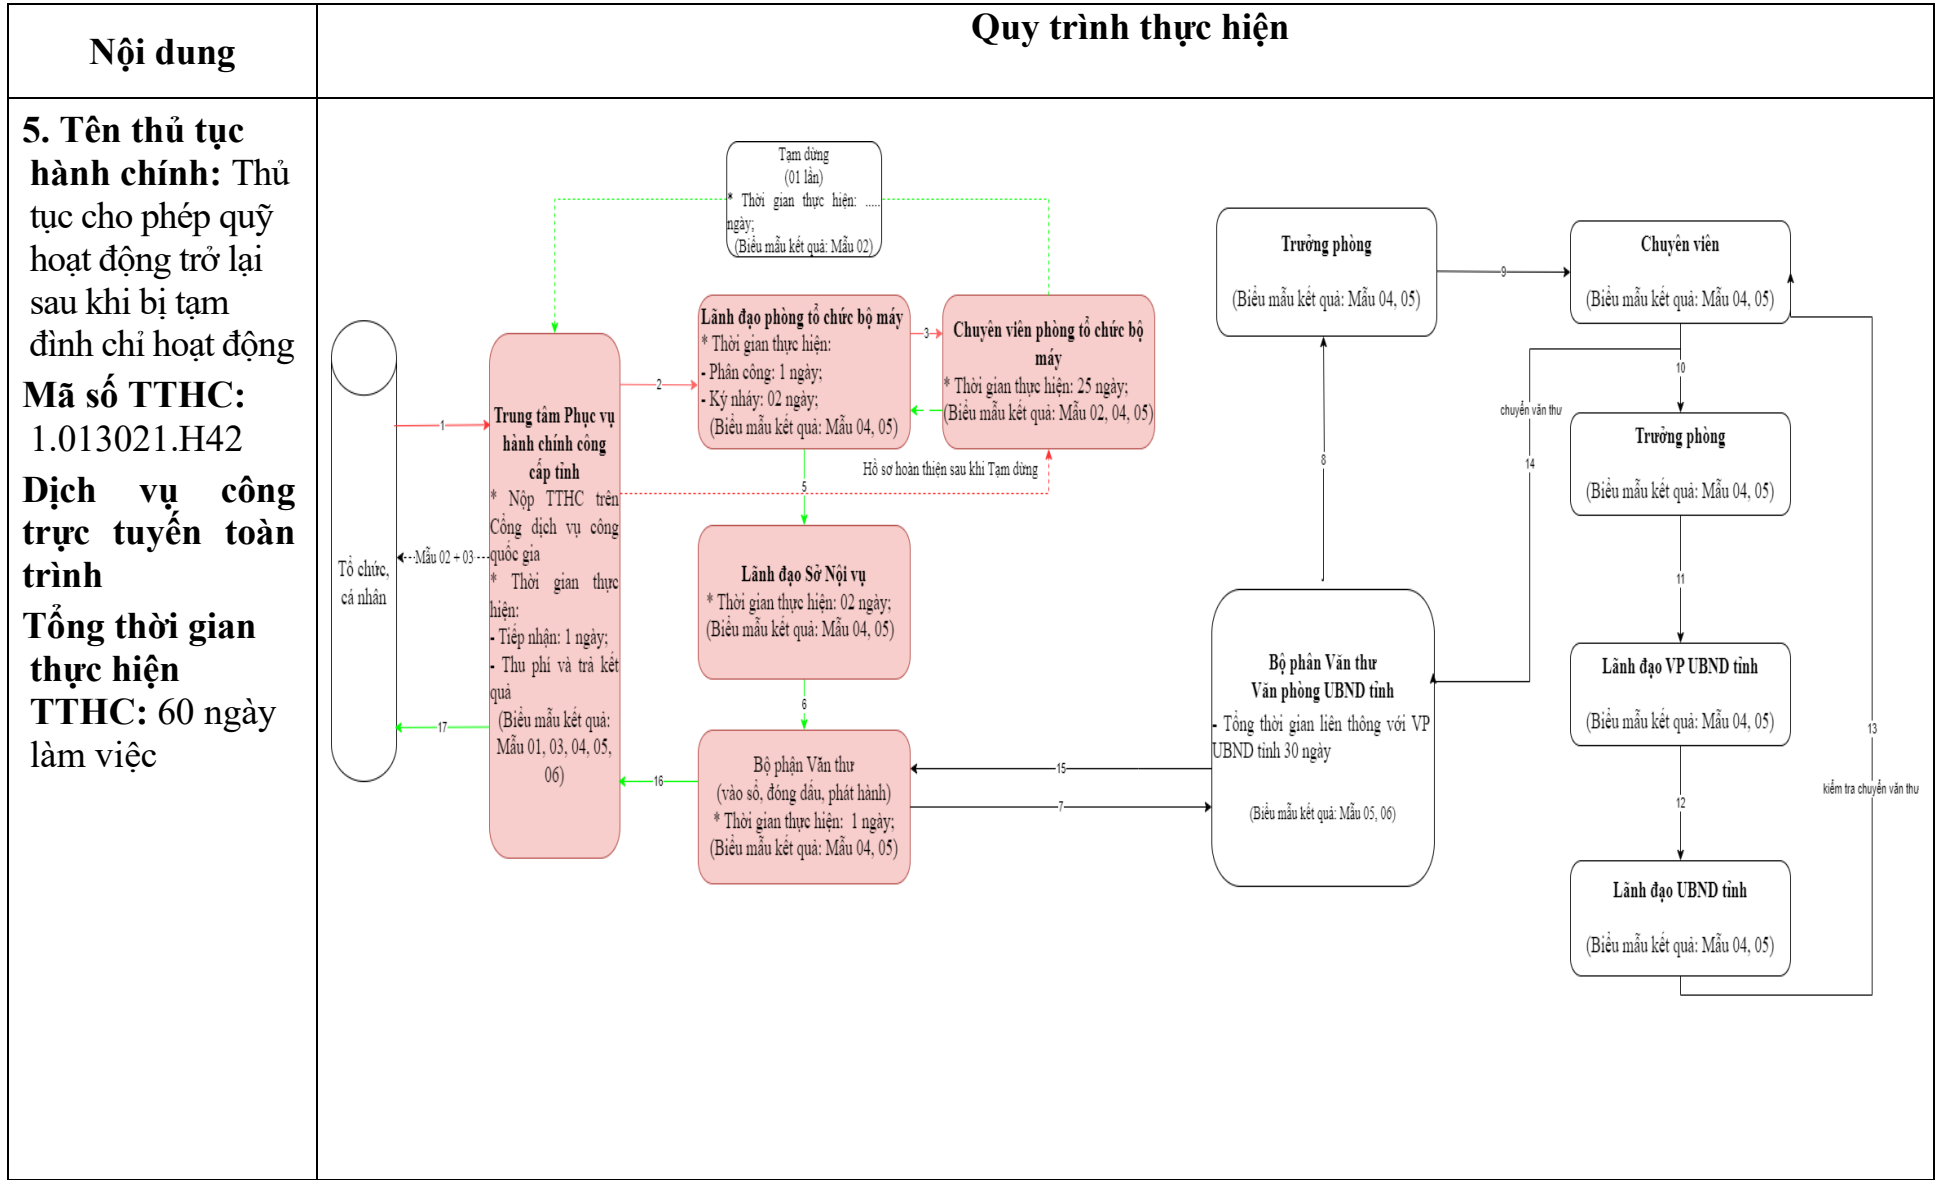 Nội dung
Quy trình thực hiện
5. Tên thủ tục
hành chính: Thủ
tục cho phép quỹ
hoạt động trở lại
sau khi bị tạm
đình chỉ hoạt động
Mã số TTHC:
1.013021.H42
Dịch vụ công
trực tuyến toàn
trình
Tổng thời gian
thực hiện
TTHC: 60 ngày
làm việc
Tổ chức,
cá nhân
1
Mẫu 02 + 03
17
Trung tâm Phục vụ
hành chính công
cấp tỉnh
* Nộp TTHC trên
Cổng dịch vụ công
quốc gia
* Thời gian thực
hiện:
- Tiếp nhận: 1 ngày;
- Thu phí và trả kết
quả
(Biểu mẫu kết quả:
Mẫu 01, 03, 04, 05,
06)
Tạm dừng
(01 lần)
* Thời gian thực hiện: .....
ngày;
(Biểu mẫu kết quả: Mẫu 02)
2
Lãnh đạo phòng tổ chức bộ máy
* Thời gian thực hiện:
- Phân công: 1 ngày;
- Ký nháy: 02 ngày;
(Biểu mẫu kết quả: Mẫu 04, 05)
3
Chuyên viên phòng tổ chức bộ
máy
* Thời gian thực hiện: 25 ngày;
(Biểu mẫu kết quả: Mẫu 02, 04, 05)
Hồ sơ hoàn thiện sau khi Tạm dừng
5
Lãnh đạo Sở Nội vụ
* Thời gian thực hiện: 02 ngày;
(Biểu mẫu kết quả: Mẫu 04, 05)
6
Bộ phận Văn thư
(vào sổ, đóng dấu, phát hành)
* Thời gian thực hiện: 1 ngày;
(Biểu mẫu kết quả: Mẫu 04, 05)
16
15
7
Bộ phân Văn thư
Văn phòng UBND tỉnh
- Tổng thời gian liên thông với VP
UBND tỉnh 30 ngày
(Biểu mẫu kết quả: Mẫu 05, 06)
8
Trưởng phòng
(Biểu mẫu kết quả: Mẫu 04, 05)
9
Chuyên viên
(Biểu mẫu kết quả: Mẫu 04, 05)
10
chuyển văn thư
14
Trưởng phòng
(Biểu mẫu kết quả: Mẫu 04, 05)
11
Lãnh đạo VP UBND tỉnh
(Biểu mẫu kết quả: Mẫu 04, 05)
12
13
kiểm tra chuyển văn thư
Lãnh đạo UBND tỉnh
(Biểu mẫu kết quả: Mẫu 04, 05)